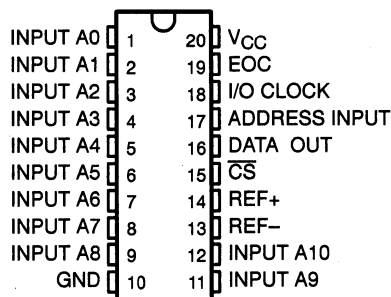 INPUT A0 1 20 VCC
INPUT A1 2 19 EOC
INPUT A2 3 18 I/O CLOCK
INPUT A3 4 17 ADDRESS INPUT
INPUT A4 5 16 DATA OUT
INPUT A5 6 15 C̅S̅
INPUT A6 7 14 REF+
INPUT A7 8 13 REF–
INPUT A8 9 12 INPUT A10
GND 10 11 INPUT A9